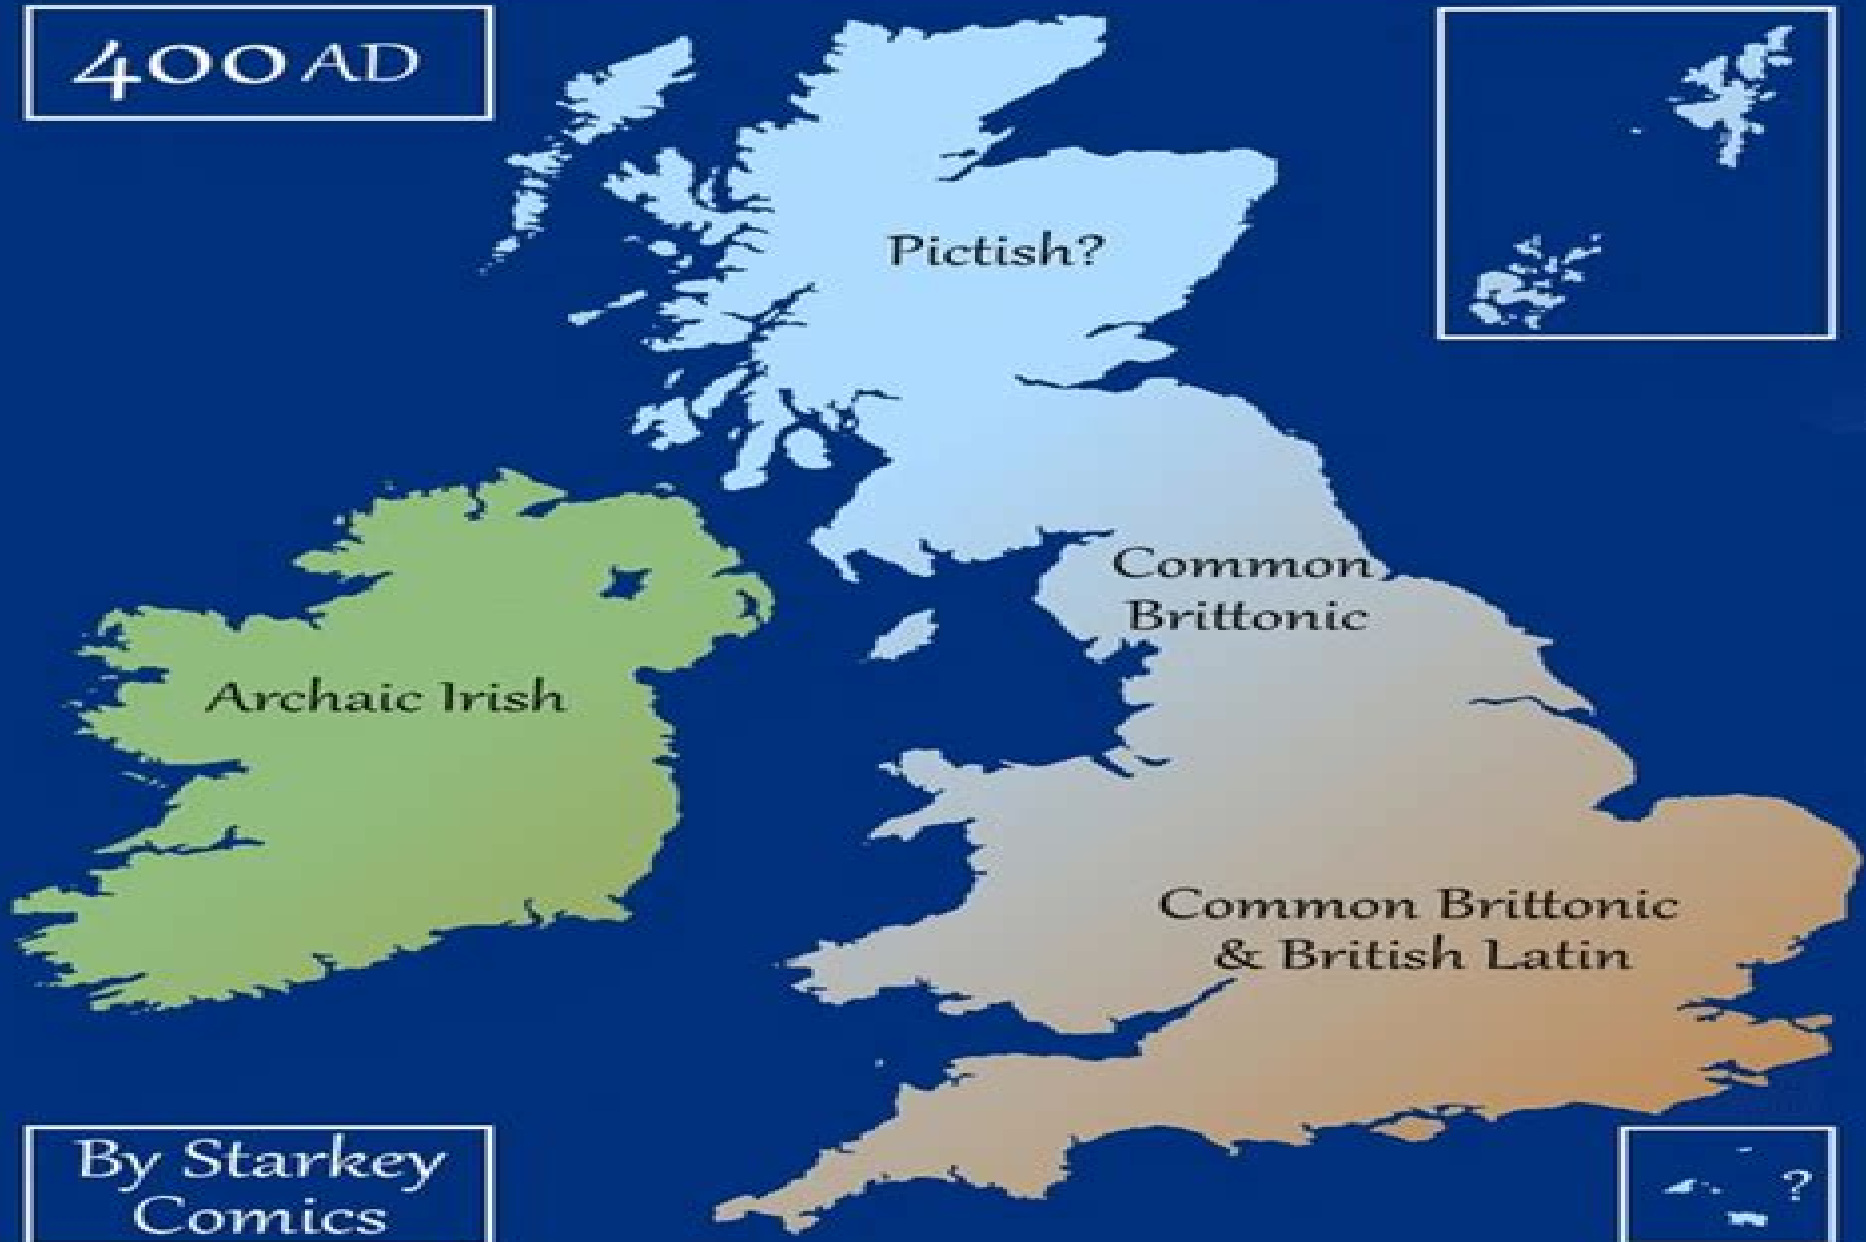 400 AD
Pictish?
Common
Brittonic
Archaic Irish
Common Brittonic
& British Latin
By Starkey
Comics
?